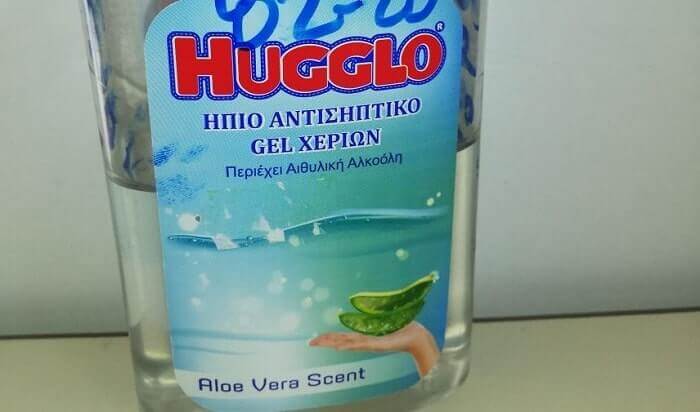 HUGGLO®
ΗΠΙΟ ΑΝΤΙΣΗΠΤΙΚΟ
GEL ΧΕΡΙΩΝ
Περιέχει Αιθυλική Αλκοόλη
Aloe Vera Scent